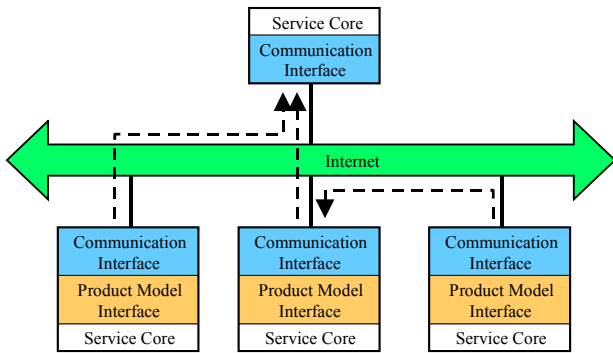 Service Core
Communication
Interface
Internet
Communication
Interface
Product Model
Interface
Service Core
Communication
Interface
Product Model
Interface
Service Core
Communication
Interface
Product Model
Interface
Service Core